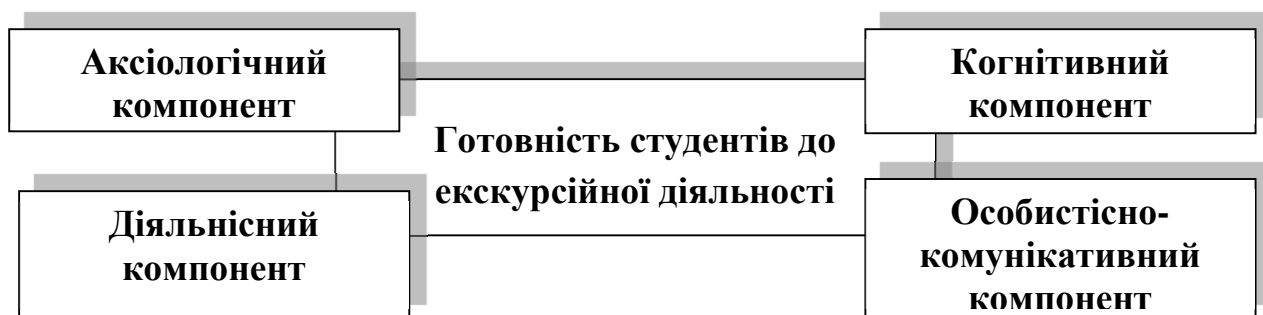 Аксіологічний
компонент
Когнітивний
компонент
Готовність студентів до
екскурсійної діяльності
Діяльнісний
компонент
Особистісно-
комунікативний
компонент